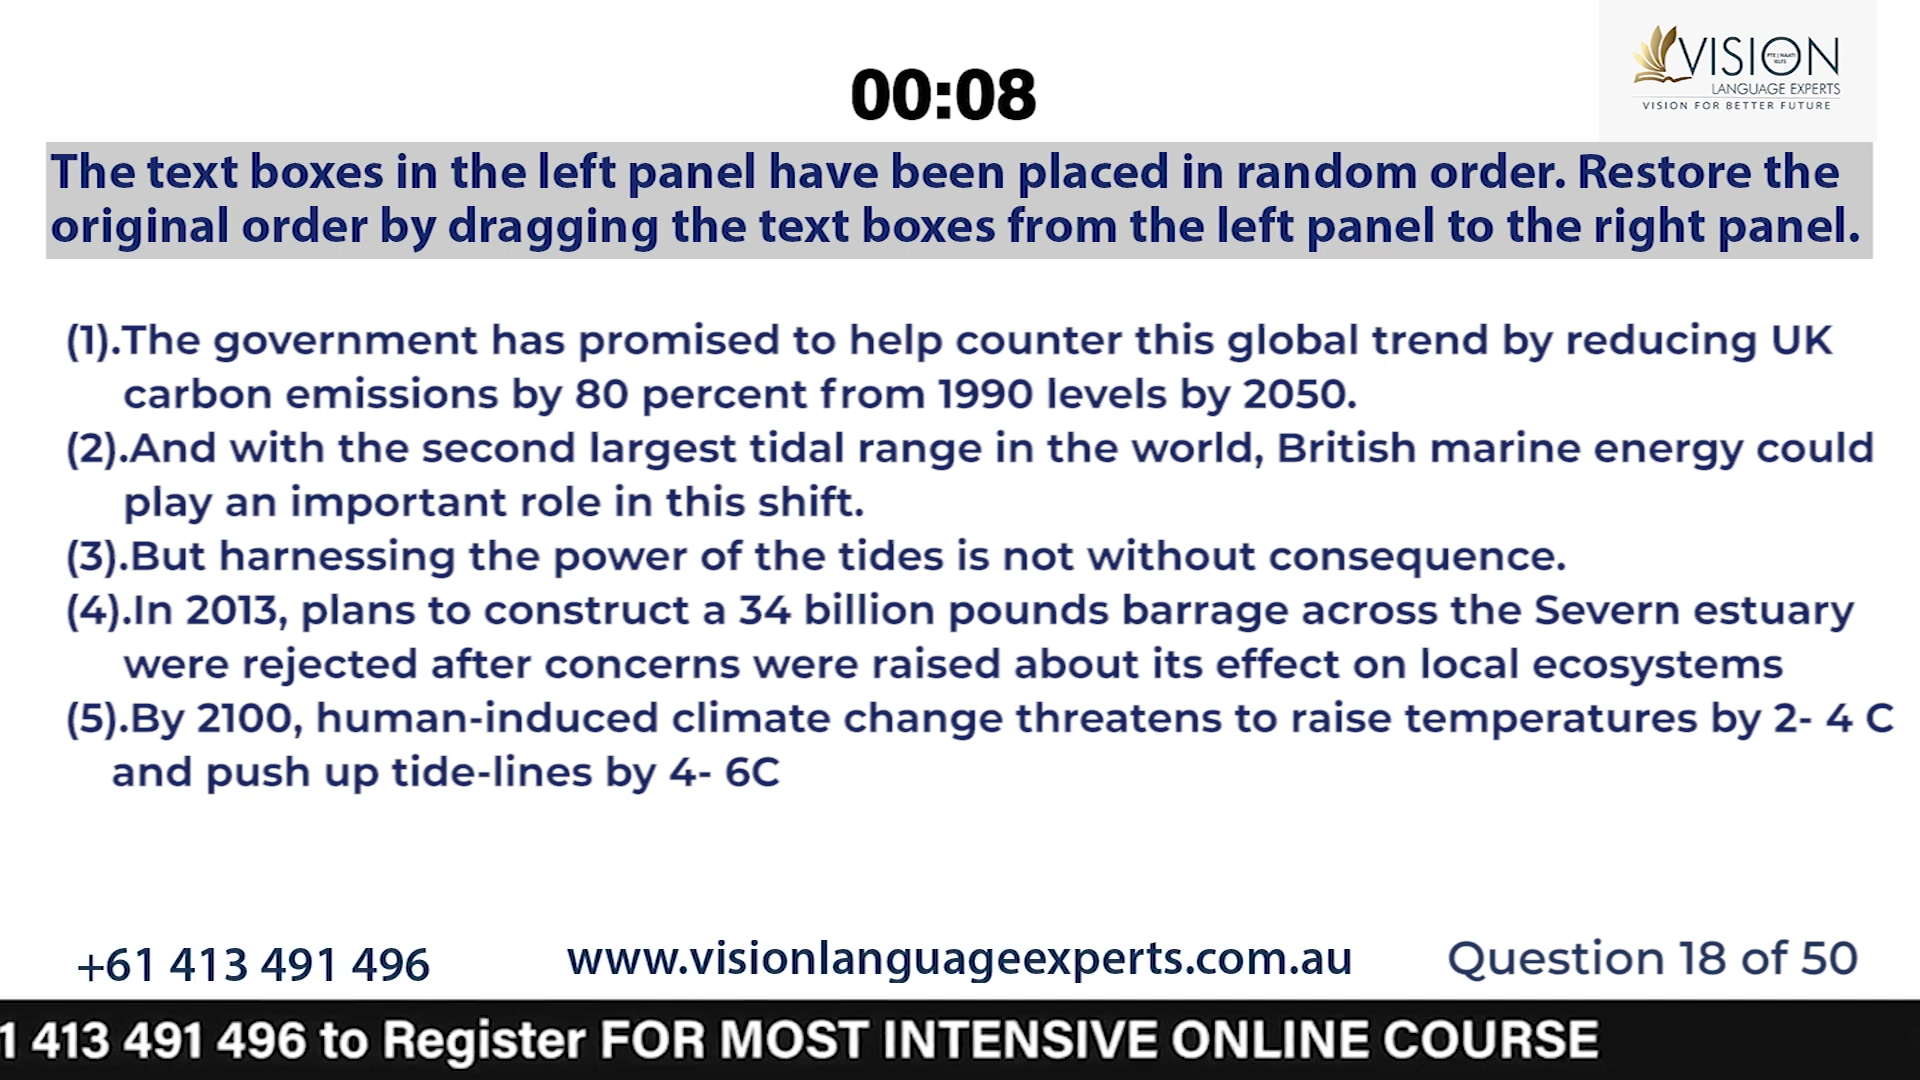 VISION
PTE | NAATI
IELTS
LANGUAGE EXPERTS
VISION FOR BETTER FUTURE
00:08
The text boxes in the left panel have been placed in random order. Restore the
original order by dragging the text boxes from the left panel to the right panel.
(1).The government has promised to help counter this global trend by reducing UK
carbon emissions by 80 percent from 1990 levels by 2050.
(2).And with the second largest tidal range in the world, British marine energy could
play an important role in this shift.
(3).But harnessing the power of the tides is not without consequence.
(4).In 2013, plans to construct a 34 billion pounds barrage across the Severn estuary
were rejected after concerns were raised about its effect on local ecosystems
(5).By 2100, human-induced climate change threatens to raise temperatures by 2- 4 C
and push up tide-lines by 4- 6C
+61 413 491 496
www.visionlanguageexperts.com.au
Question 18 of 50
1 413 491 496 to Register FOR MOST INTENSIVE ONLINE COURSE